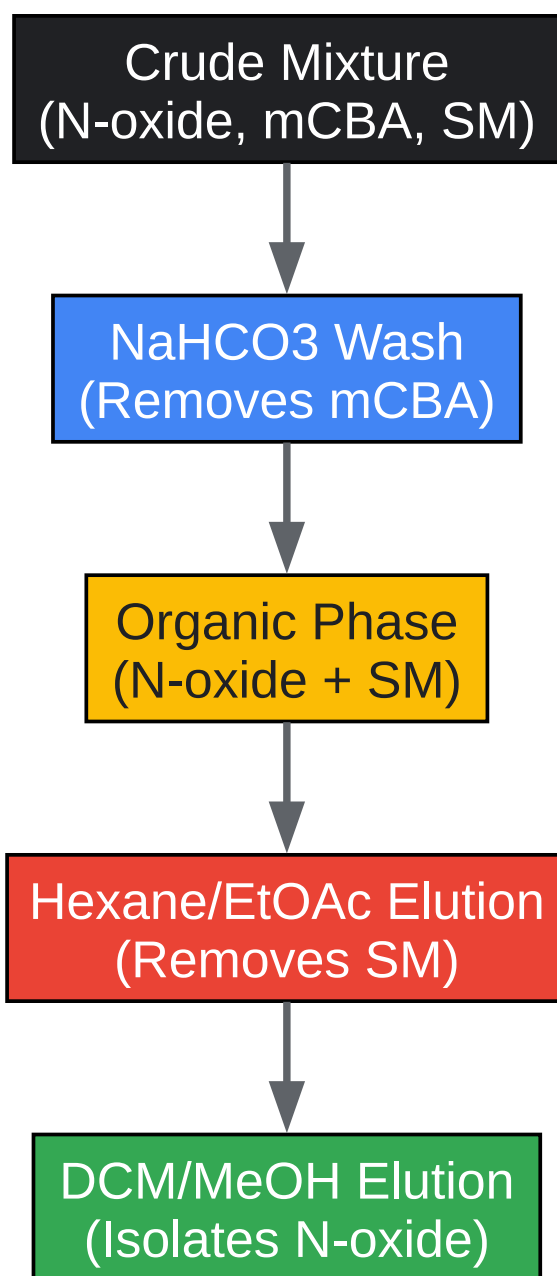 Crude Mixture
(N-oxide, mCBA, SM)
NaHCO3 Wash
(Removes mCBA)
Organic Phase
(N-oxide + SM)
Hexane/EtOAc Elution
(Removes SM)
DCM/MeOH Elution
(Isolates N-oxide)